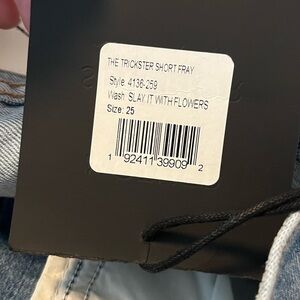 THE TRICKSTER SHORT FRAY
Style: 4136-259
Wash: SLAY IT WITH FLOWERS
Size: 25
1 92411 39909 2